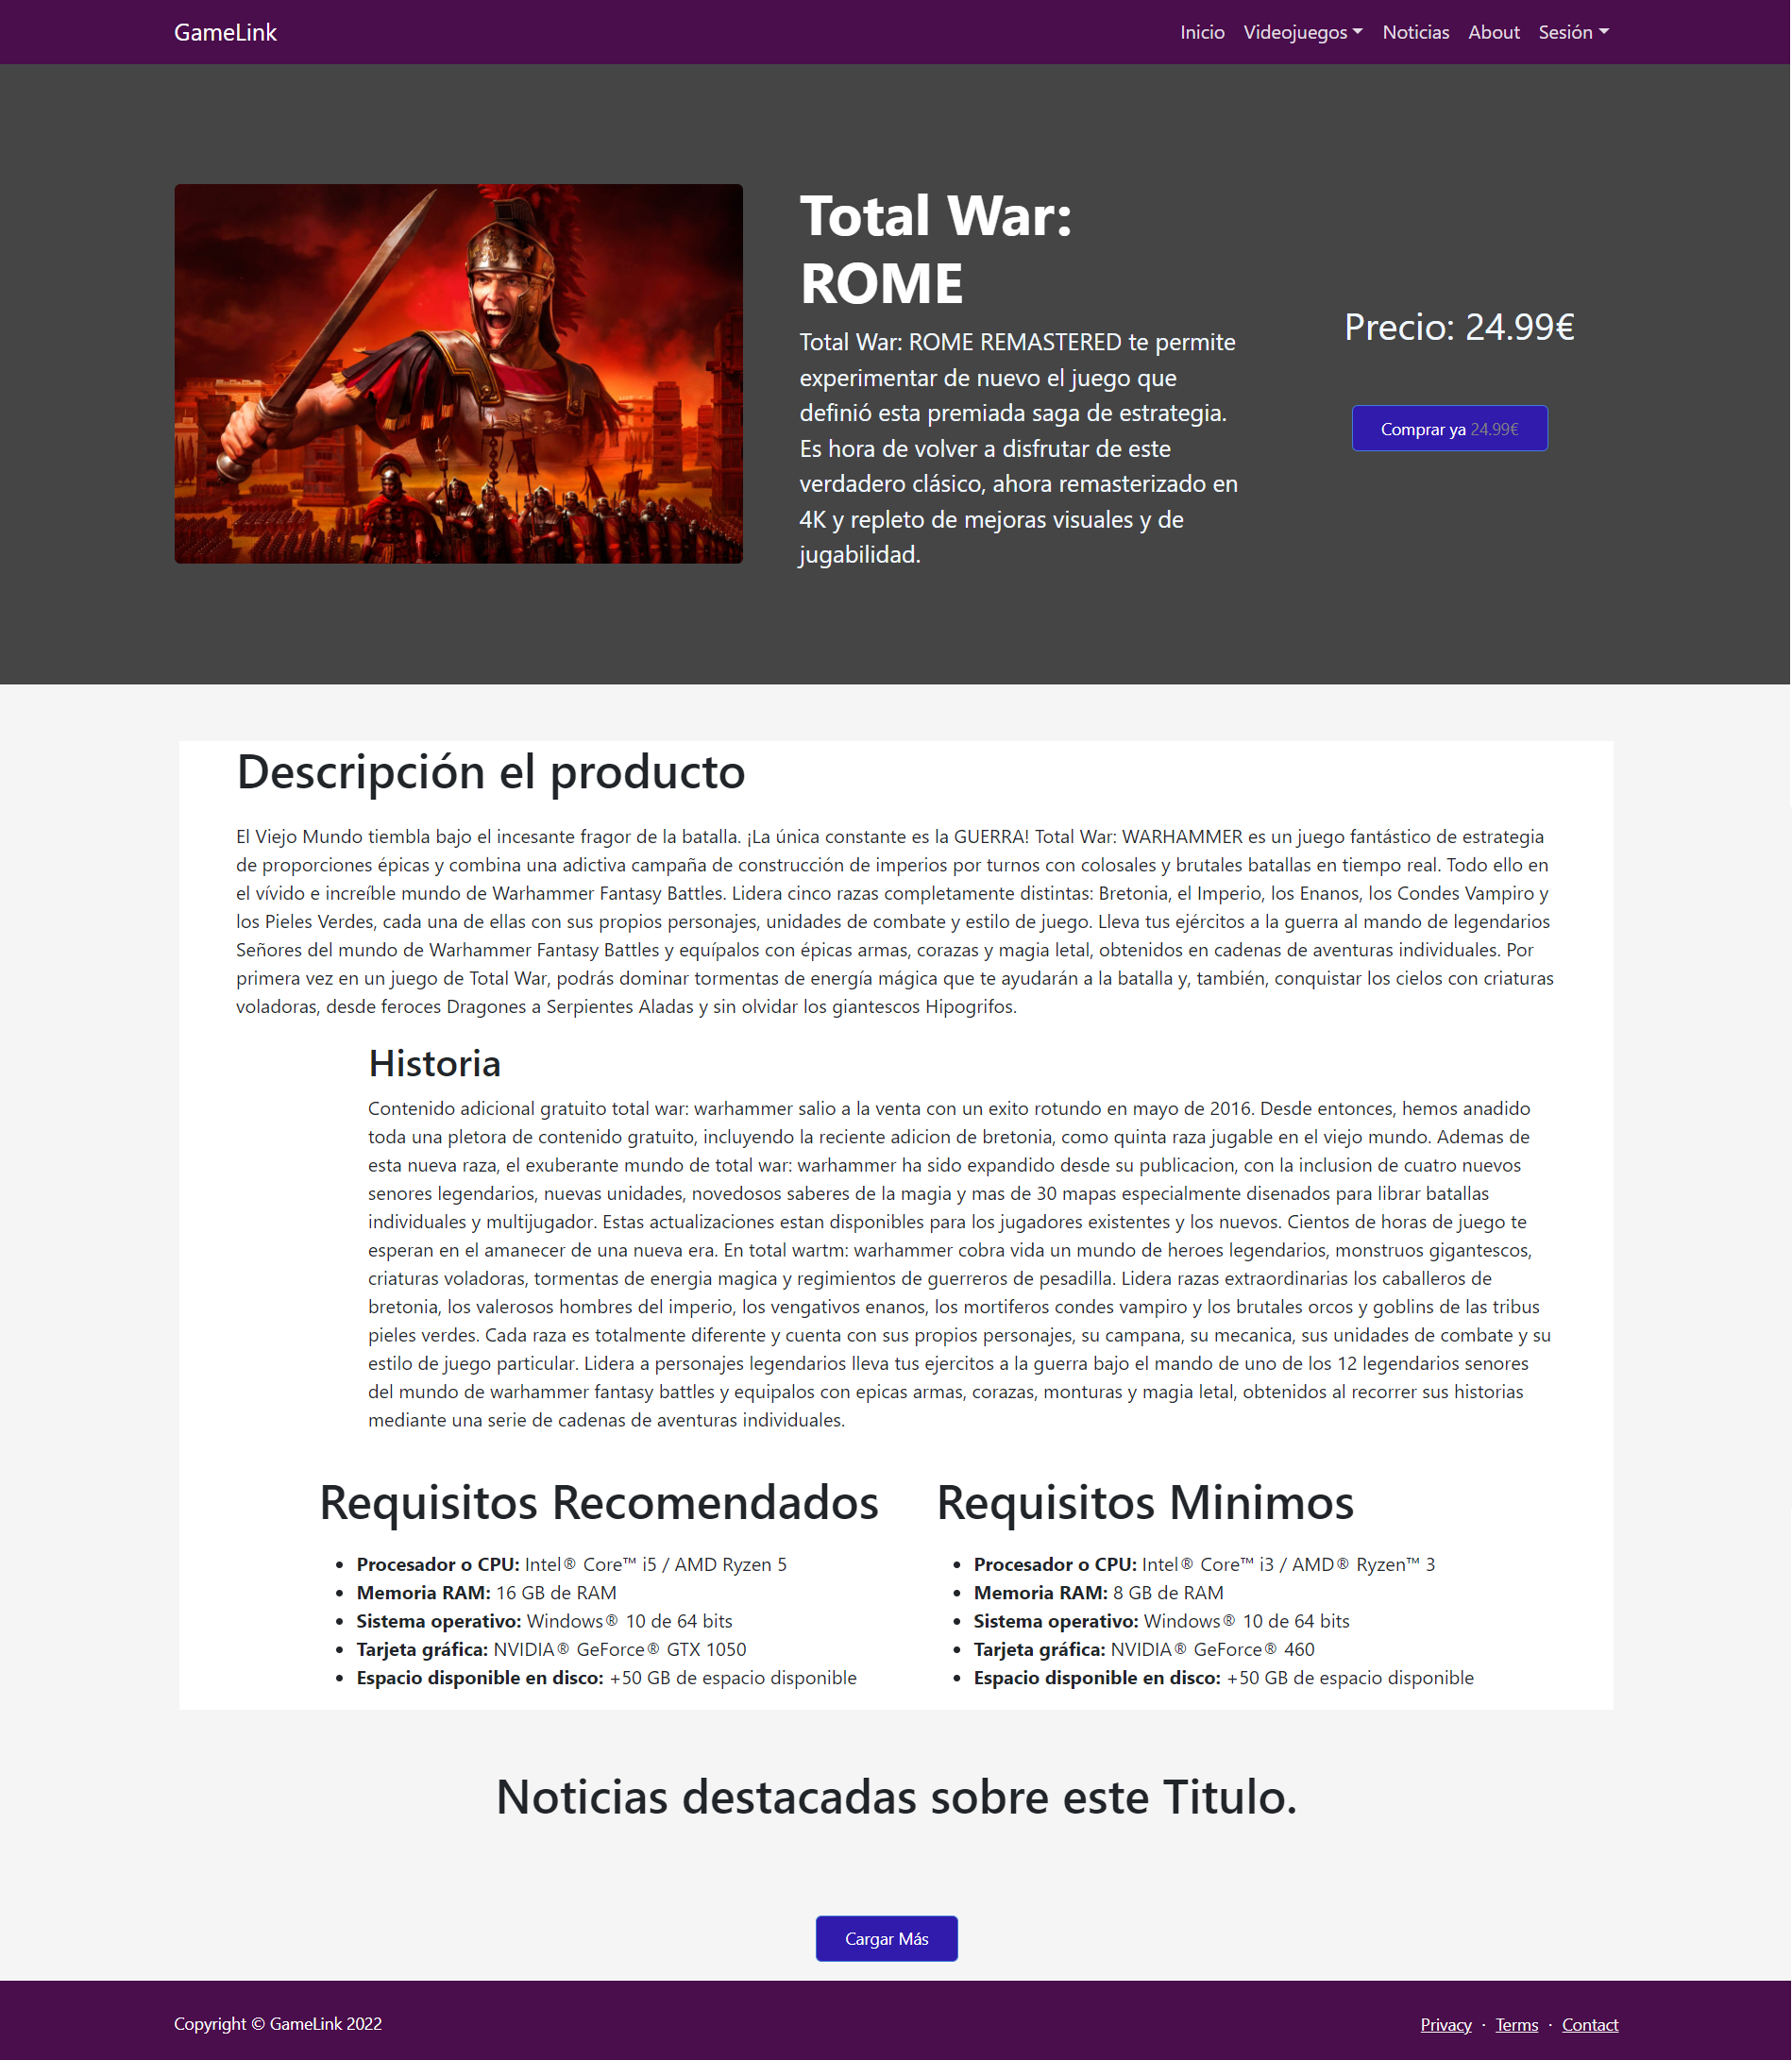 GameLink
Inicio Videojuegos Noticias About Sesión
Total War:
ROME
Total War: ROME REMASTERED te permite
experimentar de nuevo el juego que
definió esta premiada saga de estrategia.
Es hora de volver a disfrutar de este
verdadero clásico, ahora remasterizado en
4K y repleto de mejoras visuales y de
jugabilidad.
Precio: 24.99€
Comprar ya 24.99€
Descripción el producto
El Viejo Mundo tiembla bajo el incesante fragor de la batalla. ¡La única constante es la GUERRA! Total War: WARHAMMER es un juego fantástico de estrategia
de proporciones épicas y combina una adictiva campaña de construcción de imperios por turnos con colosales y brutales batallas en tiempo real. Todo ello en
el vívido e increíble mundo de Warhammer Fantasy Battles. Lidera cinco razas completamente distintas: Bretonia, el Imperio, los Enanos, los Condes Vampiro y
los Pieles Verdes, cada una de ellas con sus propios personajes, unidades de combate y estilo de juego. Lleva tus ejércitos a la guerra al mando de legendarios
Señores del mundo de Warhammer Fantasy Battles y equípalos con épicas armas, corazas y magia letal, obtenidos en cadenas de aventuras individuales. Por
primera vez en un juego de Total War, podrás dominar tormentas de energía mágica que te ayudarán a la batalla y, también, conquistar los cielos con criaturas
voladoras, desde feroces Dragones a Serpientes Aladas y sin olvidar los giantescos Hipogrifos.
Historia
Contenido adicional gratuito total war: warhammer salio a la venta con un exito rotundo en mayo de 2016. Desde entonces, hemos anadido
toda una pletora de contenido gratuito, incluyendo la reciente adicion de bretonia, como quinta raza jugable en el viejo mundo. Ademas de
esta nueva raza, el exuberante mundo de total war: warhammer ha sido expandido desde su publicacion, con la inclusion de cuatro nuevos
senores legendarios, nuevas unidades, novedosos saberes de la magia y mas de 30 mapas especialmente disenados para librar batallas
individuales y multijugador. Estas actualizaciones estan disponibles para los jugadores existentes y los nuevos. Cientos de horas de juego te
esperan en el amanecer de una nueva era. En total wartm: warhammer cobra vida un mundo de heroes legendarios, monstruos gigantescos,
criaturas voladoras, tormentas de energia magica y regimientos de guerreros de pesadilla. Lidera razas extraordinarias los caballeros de
bretonia, los valerosos hombres del imperio, los vengativos enanos, los mortiferos condes vampiro y los brutales orcos y goblins de las tribus
pieles verdes. Cada raza es totalmente diferente y cuenta con sus propios personajes, su campana, su mecanica, sus unidades de combate y su
estilo de juego particular. Lidera a personajes legendarios lleva tus ejercitos a la guerra bajo el mando de uno de los 12 legendarios senores
del mundo de warhammer fantasy battles y equipalos con epicas armas, corazas, monturas y magia letal, obtenidos al recorrer sus historias
mediante una serie de cadenas de aventuras individuales.
Requisitos Recomendados
• Procesador o CPU: Intel® Core™ i5 / AMD Ryzen 5
• Memoria RAM: 16 GB de RAM
• Sistema operativo: Windows® 10 de 64 bits
• Tarjeta gráfica: NVIDIA® GeForce® GTX 1050
• Espacio disponible en disco: +50 GB de espacio disponible
Requisitos Minimos
• Procesador o CPU: Intel® Core™ i3 / AMD® Ryzen™ 3
• Memoria RAM: 8 GB de RAM
• Sistema operativo: Windows® 10 de 64 bits
• Tarjeta gráfica: NVIDIA® GeForce® 460
• Espacio disponible en disco: +50 GB de espacio disponible
Noticias destacadas sobre este Titulo.
Cargar Más
Copyright © GameLink 2022
Privacy · Terms · Contact